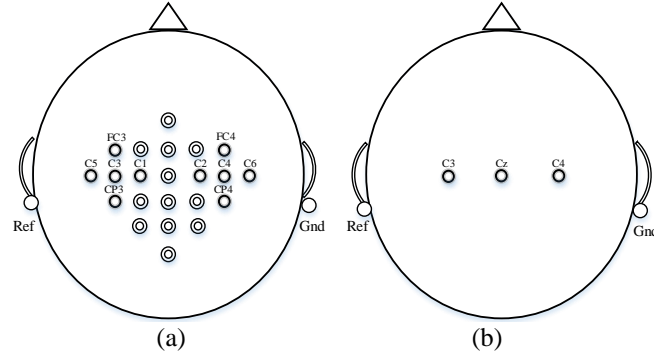 FC3 FC4
C5 C3 C1 C2 C4 C6
CP3 CP4
Ref Gnd
(a)
C3 Cz C4
Ref Gnd
(b)